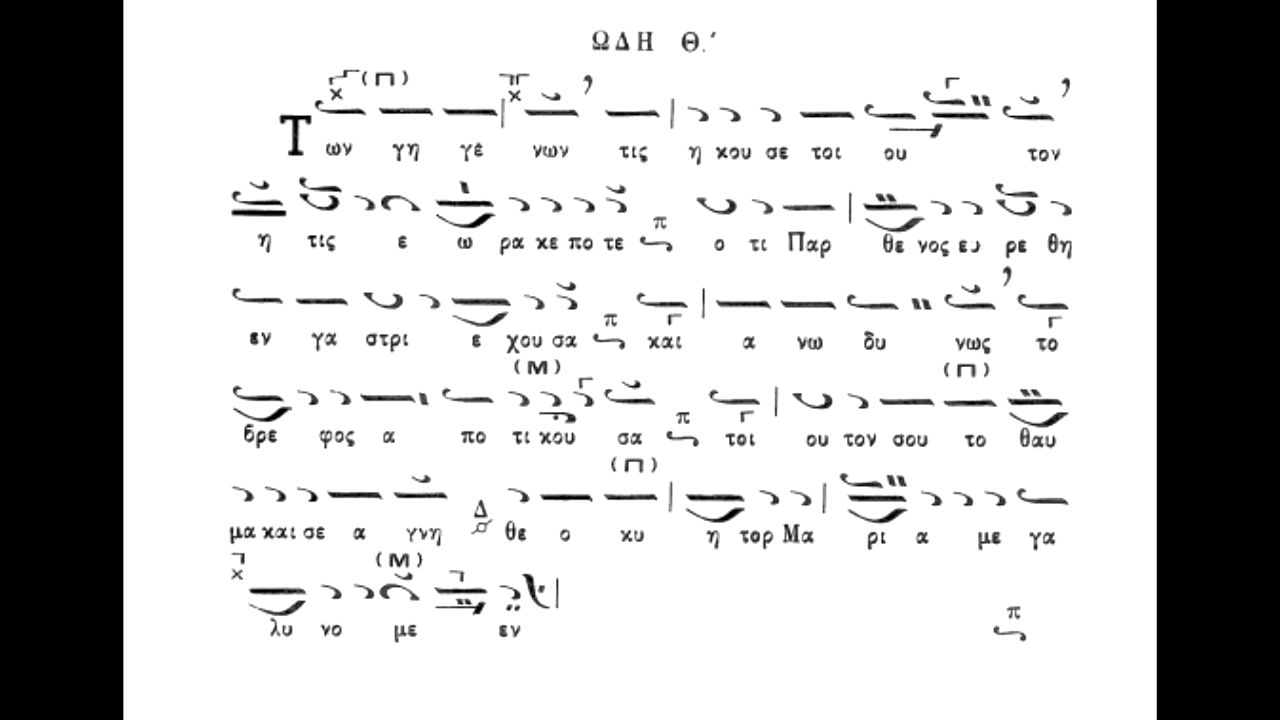 ΩΔΗ Θ.΄
(Π)
Των γη γε νων τις η κου σε τοι ου τον
π
η τις ε ω ρα κε πο τε ο τι Παρ θε νος ευ ρε θη
π
εν γα στρι ε χου σα και α νω δυ νως το
(Μ) (Π)
π
βρε φος α πο τι κου σα τοι ου τον σου το θαυ
(Π)
Δ
μα και σε α γνη θε ο κυ η τορ Μα ρι α με γα
(Μ)
π
λυ νο με εν